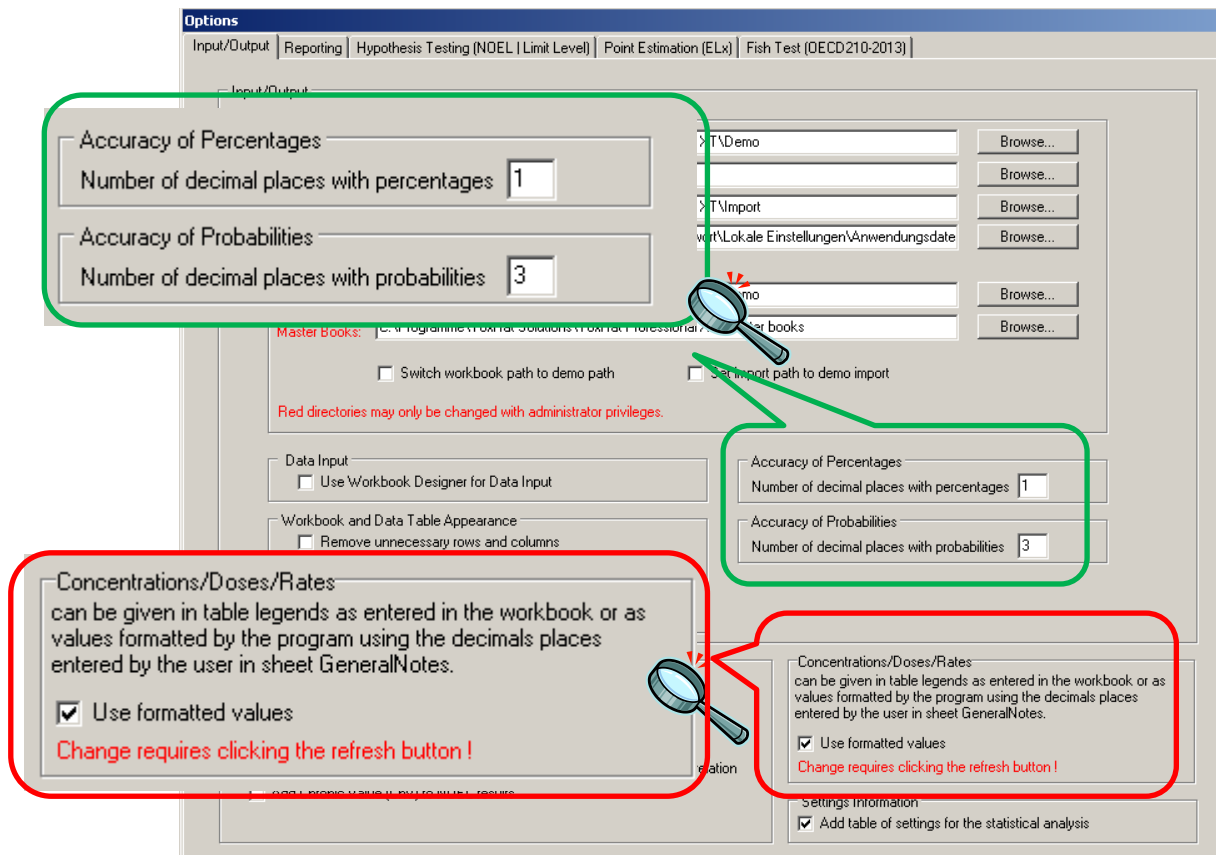 Options
Input/Output Reporting Hypothesis Testing (NOEL | Limit Level) Point Estimation (ELx) Fish Test (OECD210-2013)
Input/Output
Accuracy of Percentages
Number of decimal places with percentages 1
Accuracy of Probabilities
Number of decimal places with probabilities 3
XT\Demo Browse...
Browse...
XT\Import Browse...
\Lokale Einstellungen\Anwendungsdate Browse...
Browse...
Master Books: books Browse...
Switch workbook path to demo path
Set import path to demo import
Red directories may only be changed with administrator privileges.
Data Input
Use Workbook Designer for Data Input
Workbook and Data Table Appearance
Remove unnecessary rows and columns
Accuracy of Percentages
Number of decimal places with percentages 1
Accuracy of Probabilities
Number of decimal places with probabilities 3
Concentrations/Doses/Rates
can be given in table legends as entered in the workbook or as
values formatted by the program using the decimals places
entered by the user in sheet GeneralNotes.
Use formatted values
Change requires clicking the refresh button !
Concentrations/Doses/Rates
can be given in table legends as entered in the workbook or as
values formatted by the program using the decimals places
entered by the user in sheet GeneralNotes.
Use formatted values
Change requires clicking the refresh button !
Settings Information
Add table of settings for the statistical analysis